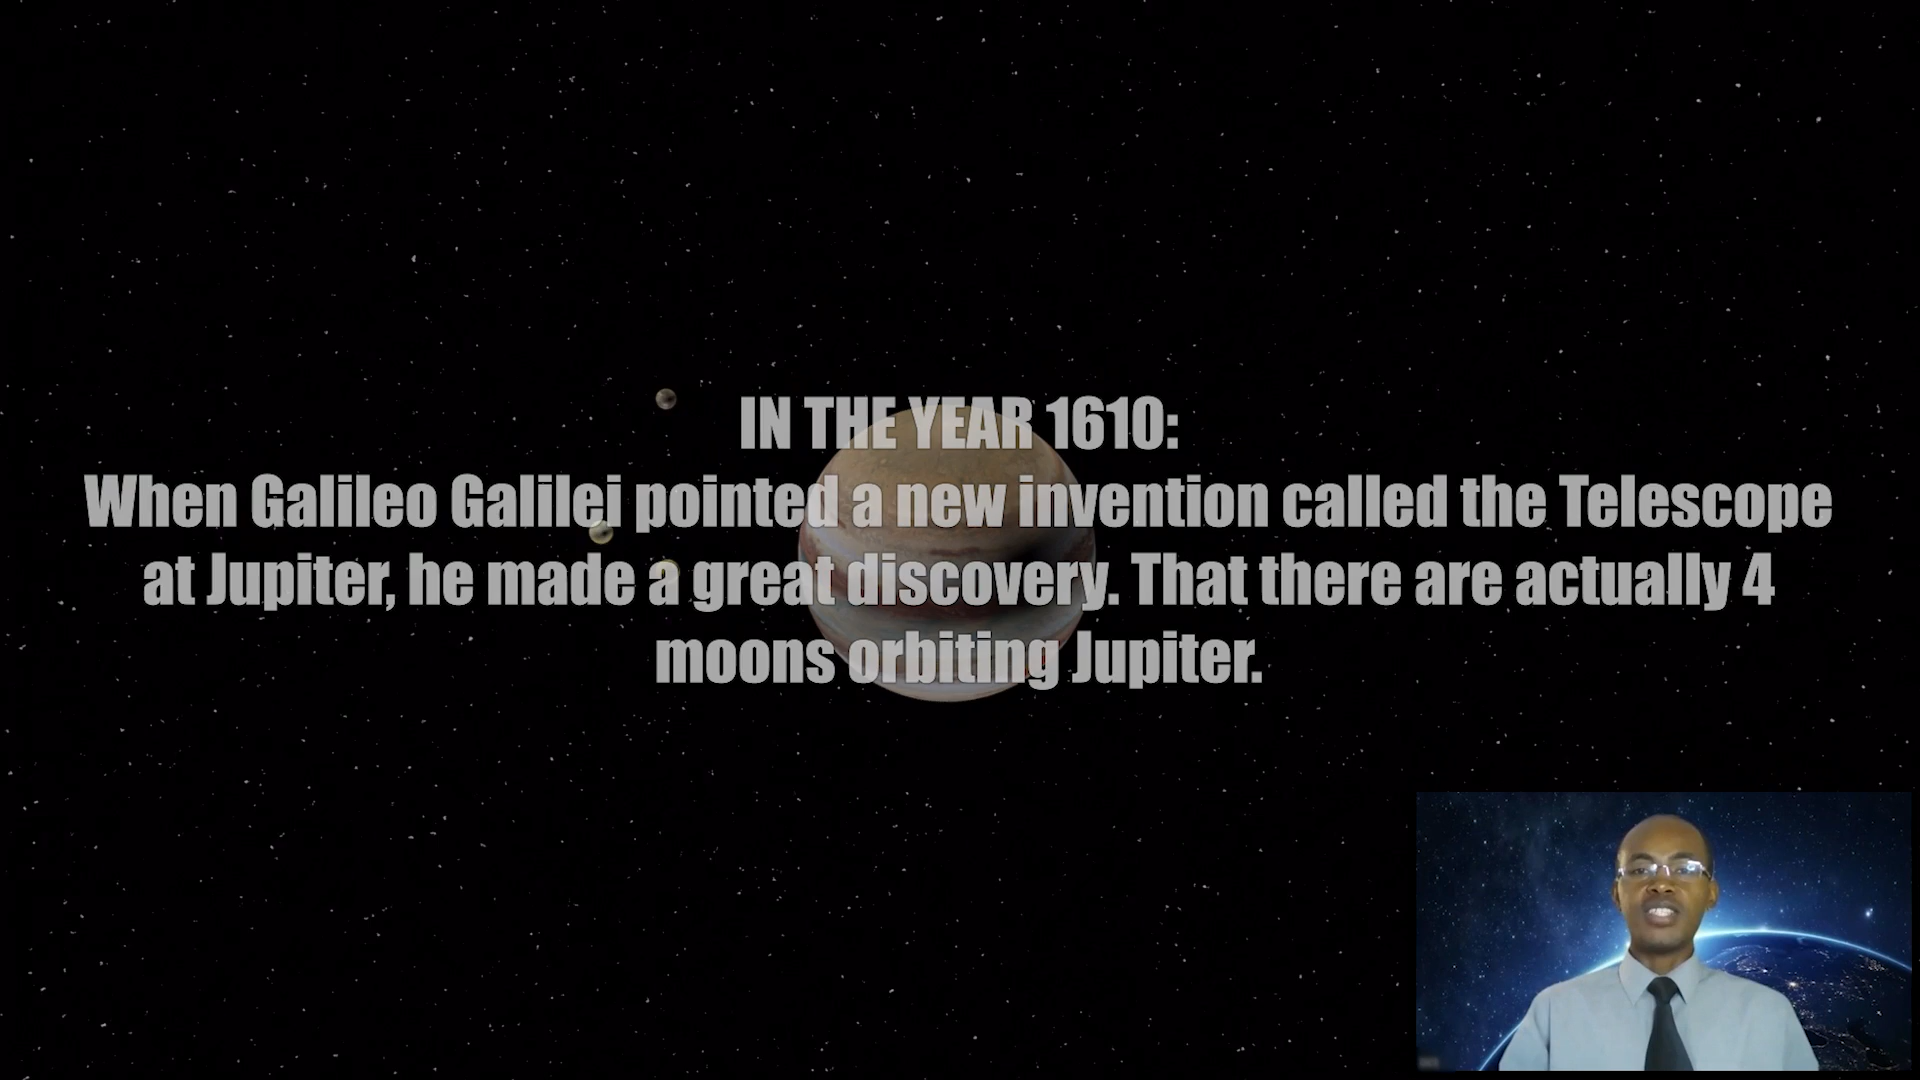 IN THE YEAR 1610:
When Galileo Galilei pointed a new invention called the Telescope
at Jupiter, he made a great discovery. That there are actually 4
moons orbiting Jupiter.